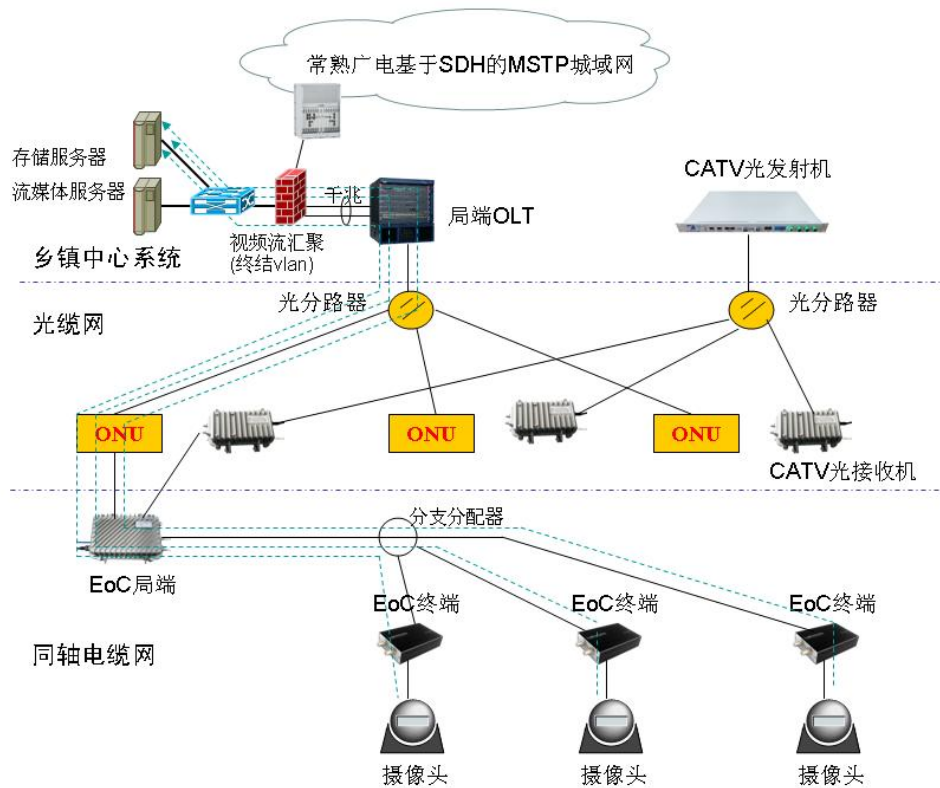 常熟广电基于SDH的MSTP城域网
存储服务器
流媒体服务器
千兆
局端OLT
CATV光发射机
视频流汇聚
(终结vlan)
乡镇中心系统
光分路器
光分路器
光缆网
ONU
ONU
ONU
CATV光接收机
分支分配器
EoC局端
EoC终端
EoC终端
EoC终端
同轴电缆网
摄像头
摄像头
摄像头